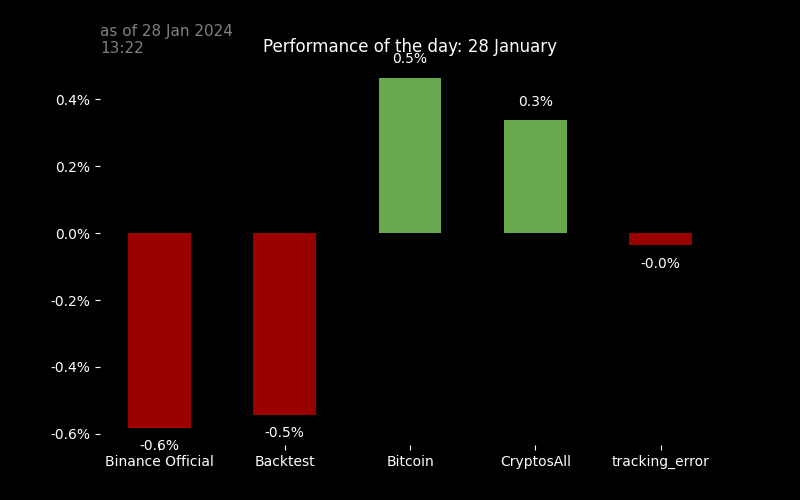 as of 28 Jan 2024
13:22
Performance of the day: 28 January
0.5%
0.4%
0.3%
0.2%
0.0%
-0.0%
-0.2%
-0.4%
-0.6%
-0.5%
-0.6%
Binance Official
Backtest
Bitcoin
CryptosAll
tracking_error